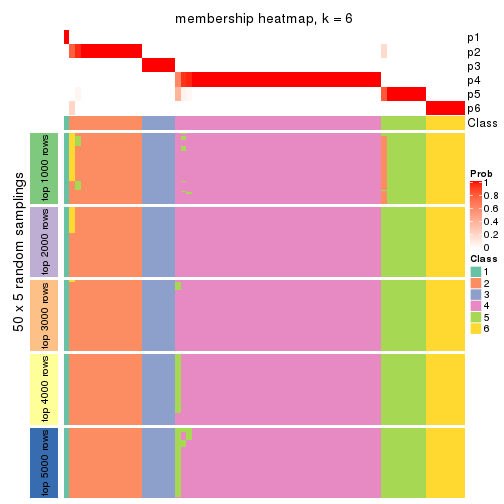 membership heatmap, k = 6
p1
p2
p3
p4
p5
p6
Class
50 x 5 random samplings
top 1000 rows
top 2000 rows
top 3000 rows
top 4000 rows
top 5000 rows
Prob
1
0.8
0.6
0.4
0.2
0
Class
1
2
3
4
5
6